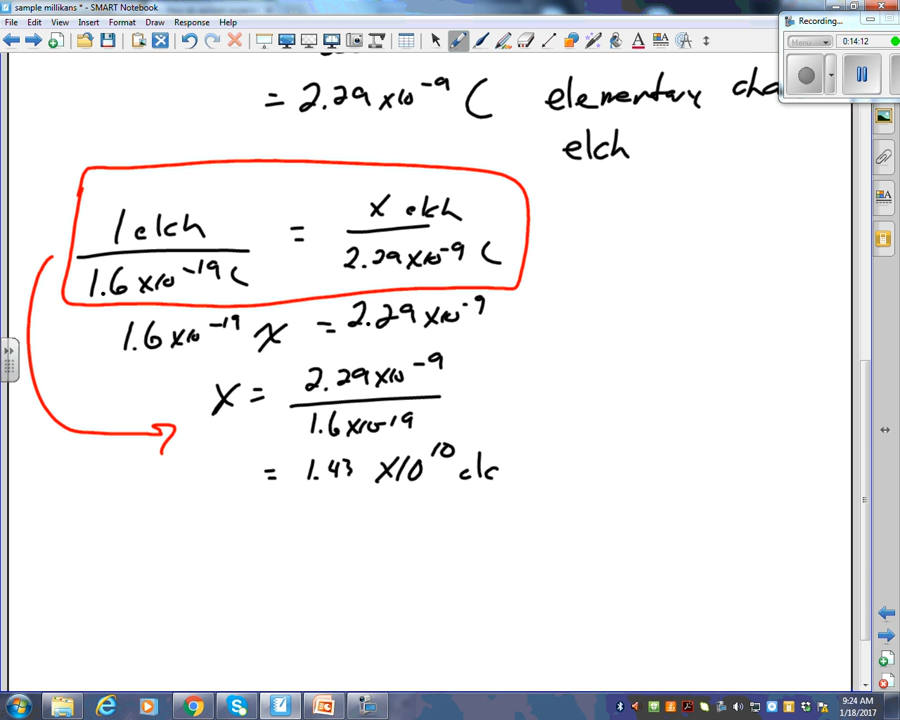 sample millikans * - SMART Notebook
File Edit View Insert Format Draw Response Help
Recording...
Menu
0:14:12
= 2.29 x10⁻⁹ C elementary cha
elch
1 elch = x elch
1.6 x10⁻¹⁹ C 2.29 x10⁻⁹ C
1.6 x10⁻¹⁹ x = 2.29 x10⁻⁹
x = 2.29 x10⁻⁹
1.6 x10⁻¹⁹
= 1.43 x10¹⁰ elc
9:24 AM
1/18/2017